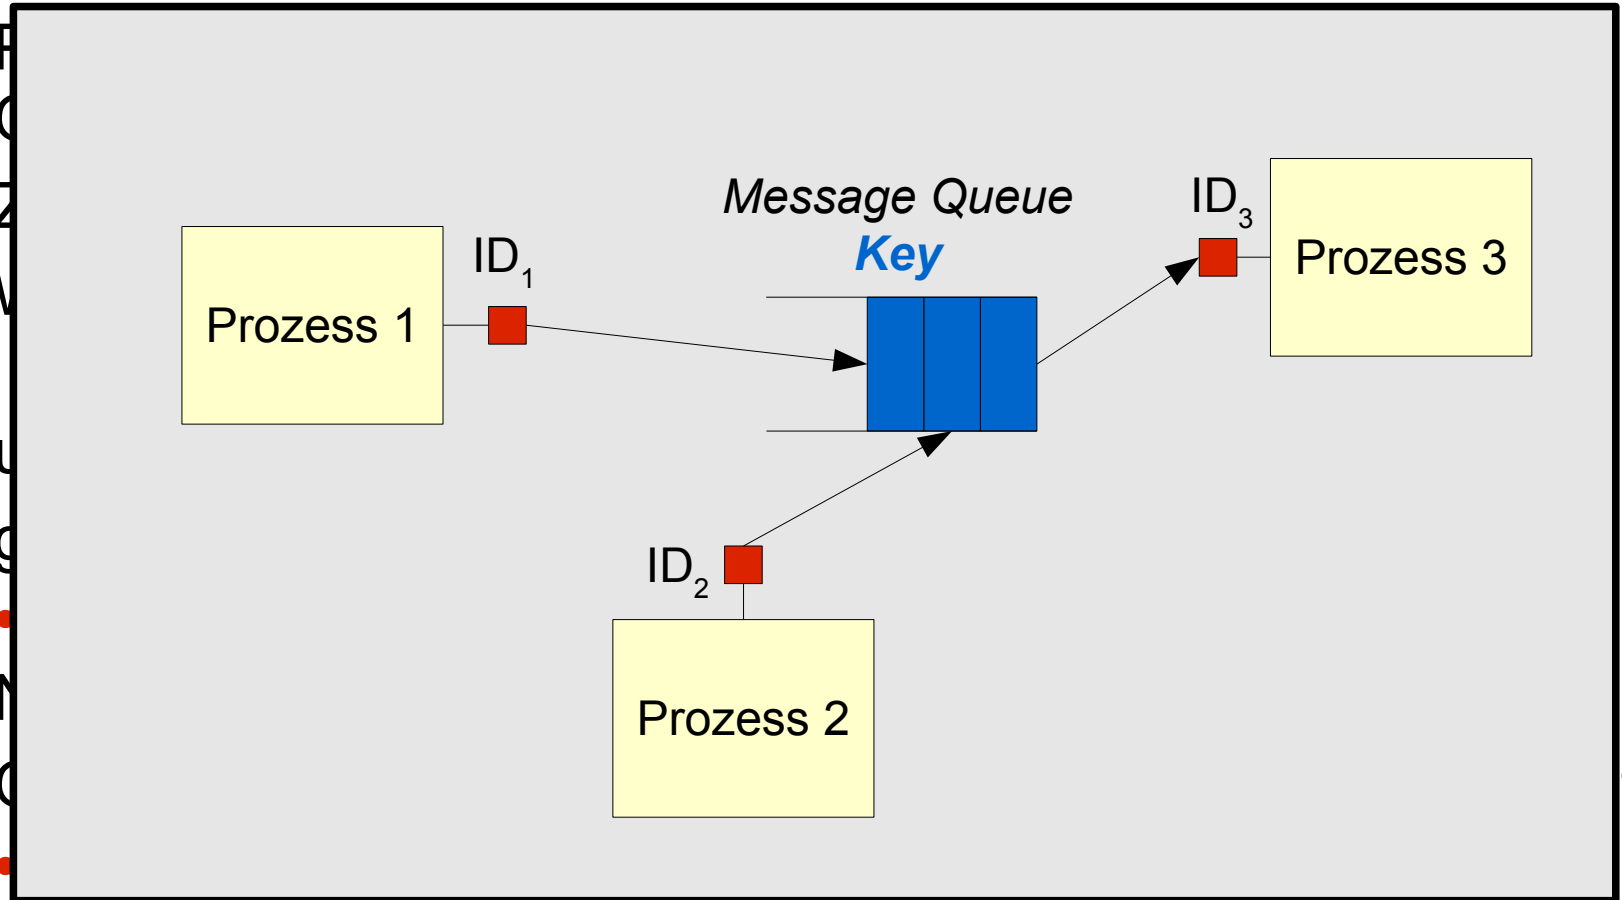 Message Queue
Key
ID₁
ID₃
Prozess 1
Prozess 3
ID₂
Prozess 2